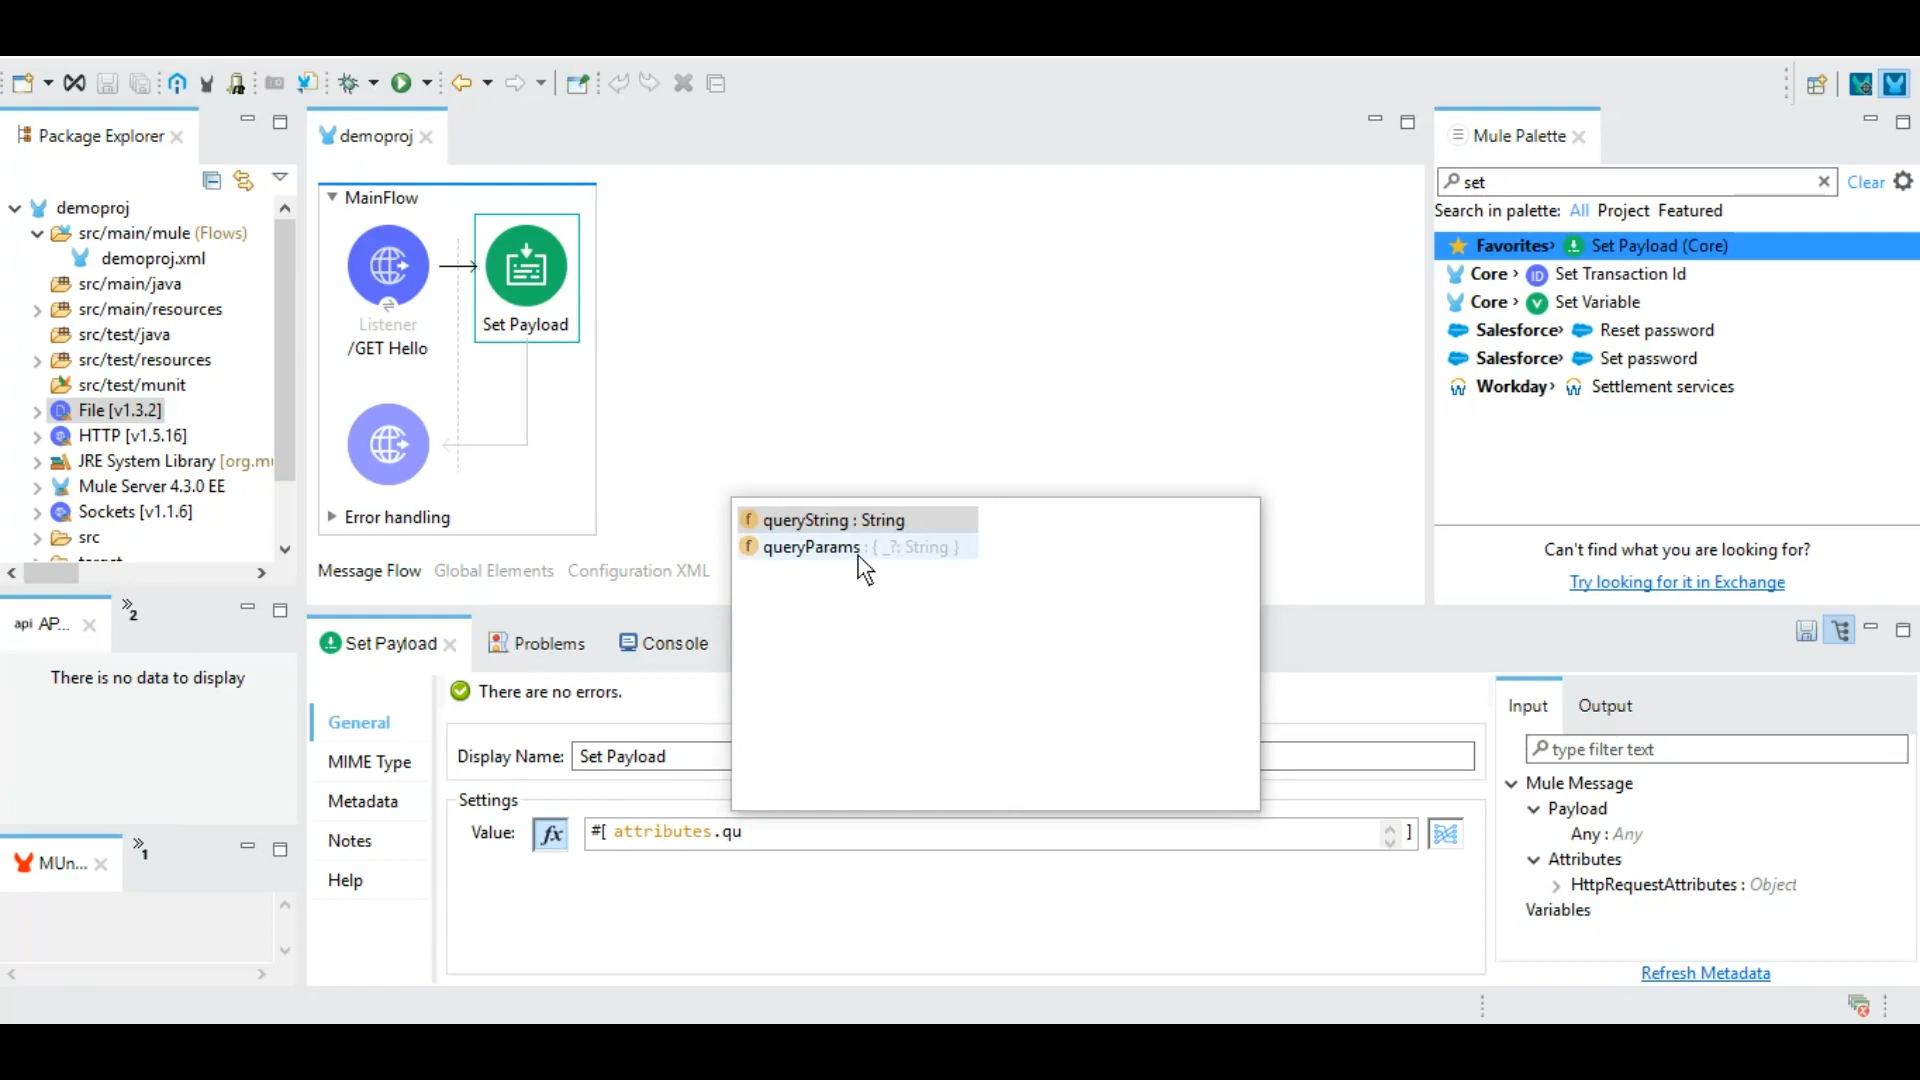 Package Explorer
demoproj
Mule Palette
set
Clear
Search in palette: All Project Featured
Favorites> Set Payload (Core)
Core > ID Set Transaction Id
Core > Set Variable
Salesforce> Reset password
Salesforce> Set password
Workday> Settlement services
Can't find what you are looking for?
Try looking for it in Exchange
demoproj
src/main/mule (Flows)
demoproj.xml
src/main/java
src/main/resources
src/test/java
src/test/resources
src/test/munit
File [v1.3.2]
HTTP [v1.5.16]
JRE System Library [org.mu
Mule Server 4.3.0 EE
Sockets [v1.1.6]
src
target
MainFlow
Listener
/GET Hello
Set Payload
Error handling
Message Flow Global Elements Configuration XML
f queryString : String
f queryParams : { _?: String }
api AP...
2
There is no data to display
MUn...
1
Set Payload
Problems
Console
There are no errors.
General
MIME Type
Metadata
Notes
Help
Display Name: Set Payload
Settings
Value: fx #[ attributes.qu ]
Input Output
type filter text
Mule Message
Payload
Any : Any
Attributes
HttpRequestAttributes : Object
Variables
Refresh Metadata